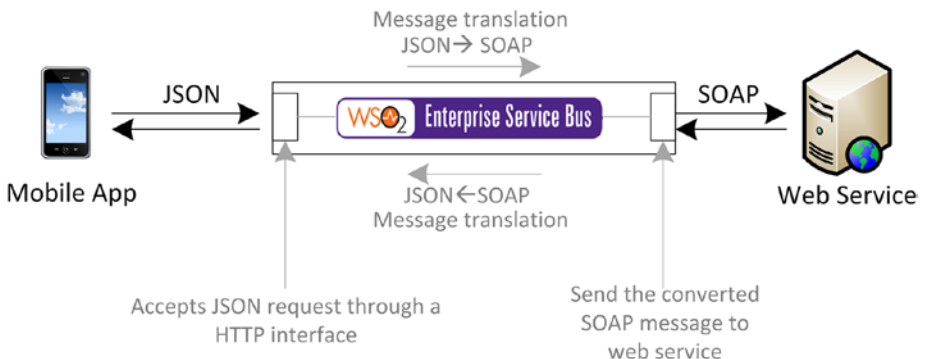 Message translation
JSON→ SOAP
JSON
WSO2 Enterprise Service Bus
SOAP
Mobile App
Web Service
JSON←SOAP
Message translation
Accepts JSON request through a
HTTP interface
Send the converted
SOAP message to
web service